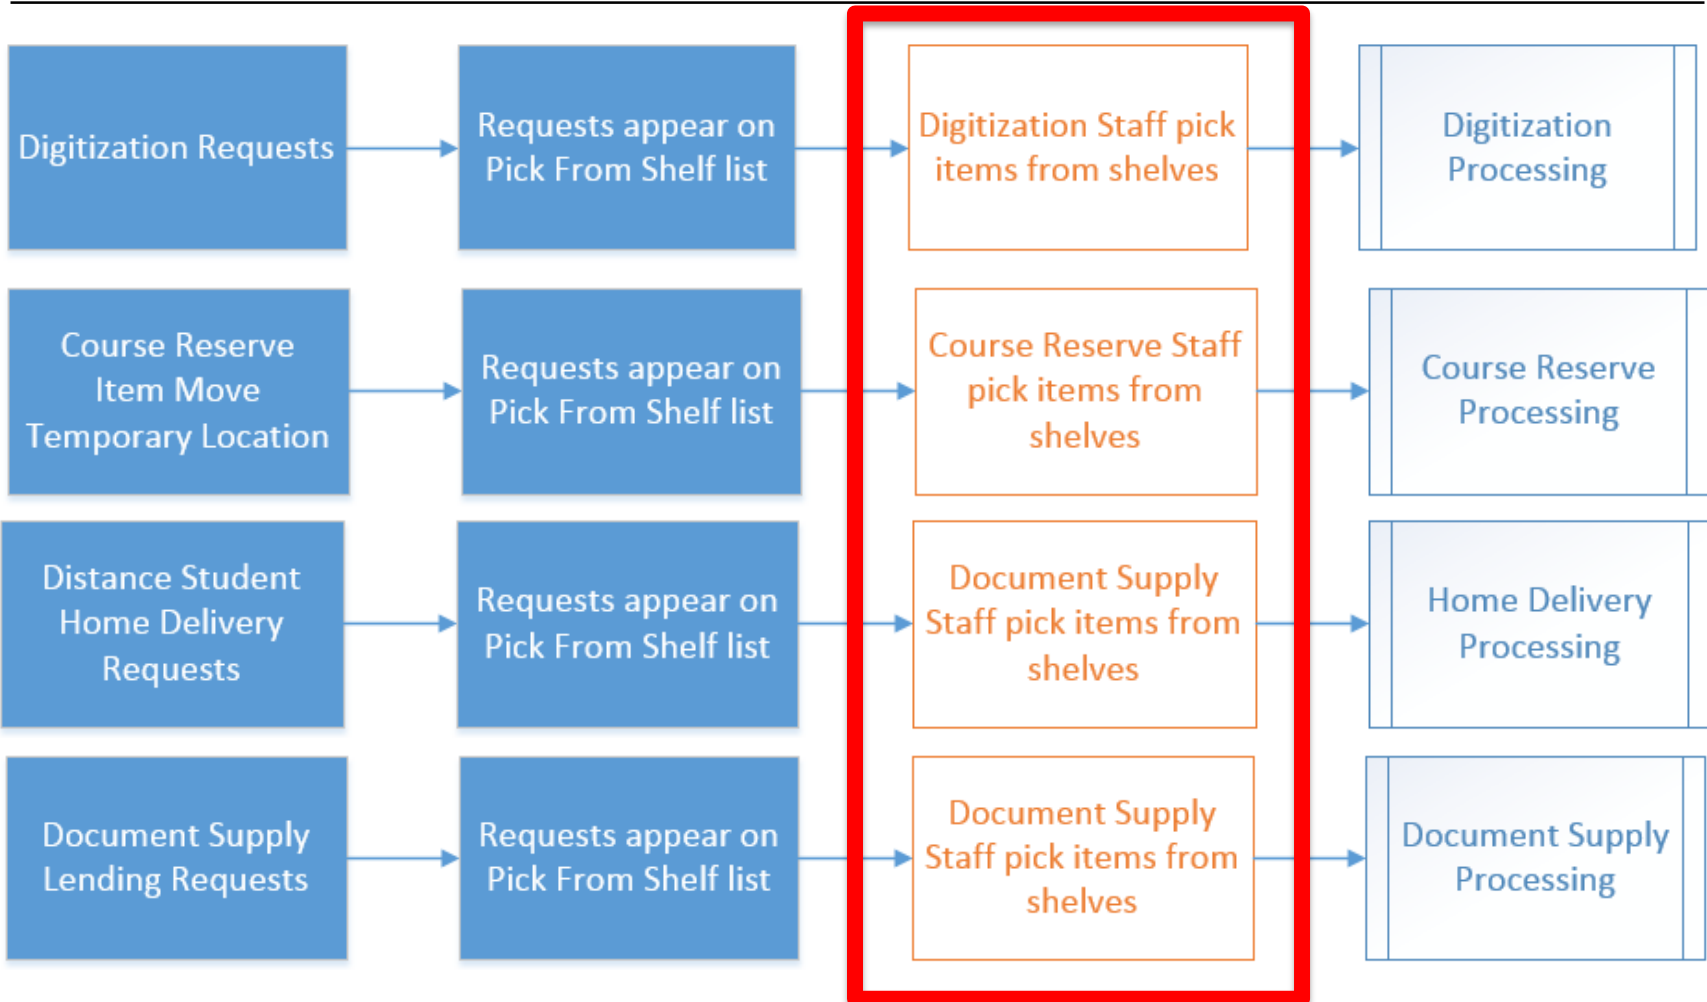 Digitization Requests
Requests appear on
Pick From Shelf list
Digitization Staff pick
items from shelves
Digitization
Processing
Course Reserve
Item Move
Temporary Location
Requests appear on
Pick From Shelf list
Course Reserve Staff
pick items from
shelves
Course Reserve
Processing
Distance Student
Home Delivery
Requests
Requests appear on
Pick From Shelf list
Document Supply
Staff pick items from
shelves
Home Delivery
Processing
Document Supply
Lending Requests
Requests appear on
Pick From Shelf list
Document Supply
Staff pick items from
shelves
Document Supply
Processing